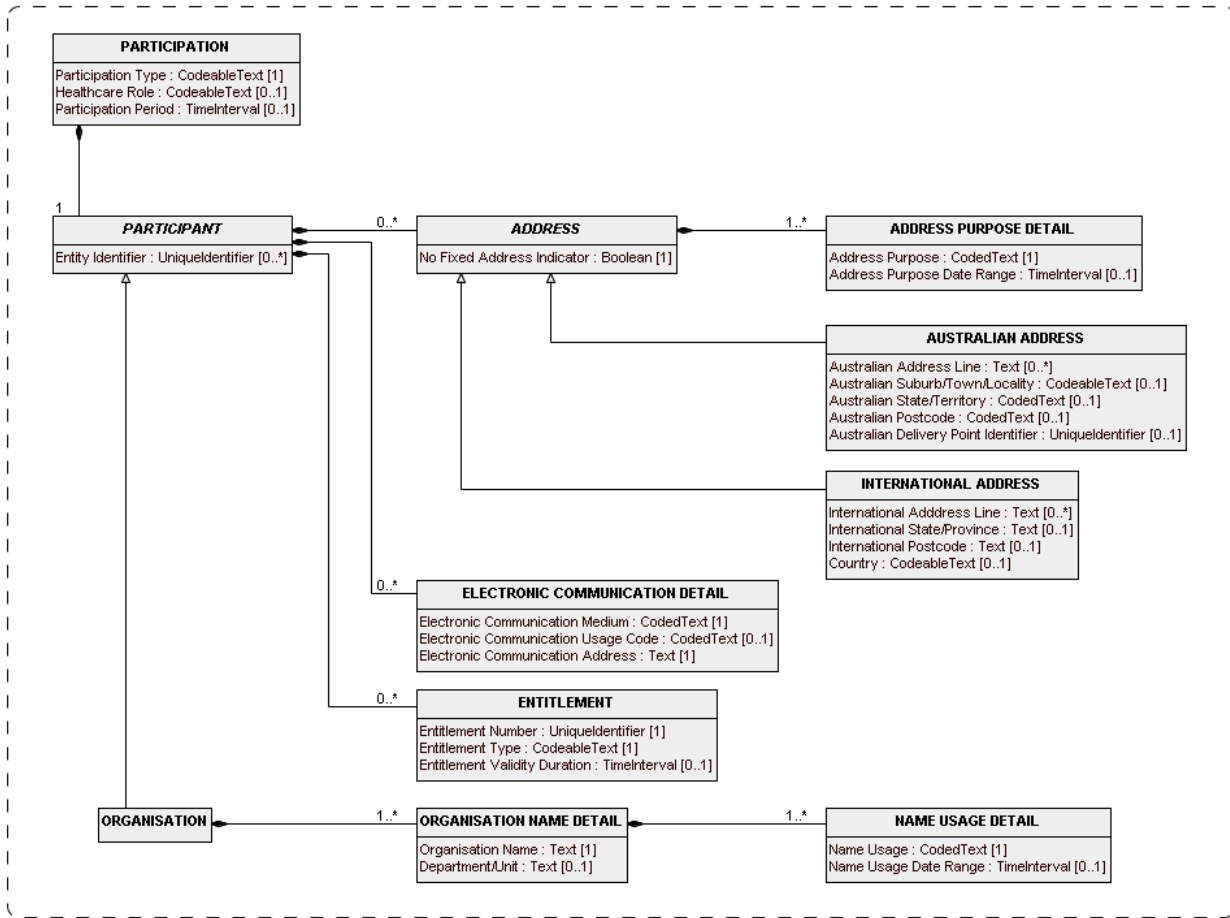 PARTICIPATION
Participation Type : CodeableText [1]
Healthcare Role : CodeableText [0..1]
Participation Period : TimeInterval [0..1]
1
PARTICIPANT
Entity Identifier : UniqueIdentifier [0..*]
0..*
ADDRESS
No Fixed Address Indicator : Boolean [1]
1..*
ADDRESS PURPOSE DETAIL
Address Purpose : CodedText [1]
Address Purpose Date Range : TimeInterval [0..1]
AUSTRALIAN ADDRESS
Australian Address Line : Text [0..*]
Australian Suburb/Town/Locality : CodeableText [0..1]
Australian State/Territory : CodedText [0..1]
Australian Postcode : CodedText [0..1]
Australian Delivery Point Identifier : UniqueIdentifier [0..1]
INTERNATIONAL ADDRESS
International Adddress Line : Text [0..*]
International State/Province : Text [0..1]
International Postcode : Text [0..1]
Country : CodeableText [0..1]
0..*
ELECTRONIC COMMUNICATION DETAIL
Electronic Communication Medium : CodedText [1]
Electronic Communication Usage Code : CodedText [0..1]
Electronic Communication Address : Text [1]
0..*
ENTITLEMENT
Entitlement Number : UniqueIdentifier [1]
Entitlement Type : CodeableText [1]
Entitlement Validity Duration : TimeInterval [0..1]
ORGANISATION
1..*
ORGANISATION NAME DETAIL
Organisation Name : Text [1]
Department/Unit : Text [0..1]
1..*
NAME USAGE DETAIL
Name Usage : CodedText [1]
Name Usage Date Range : TimeInterval [0..1]